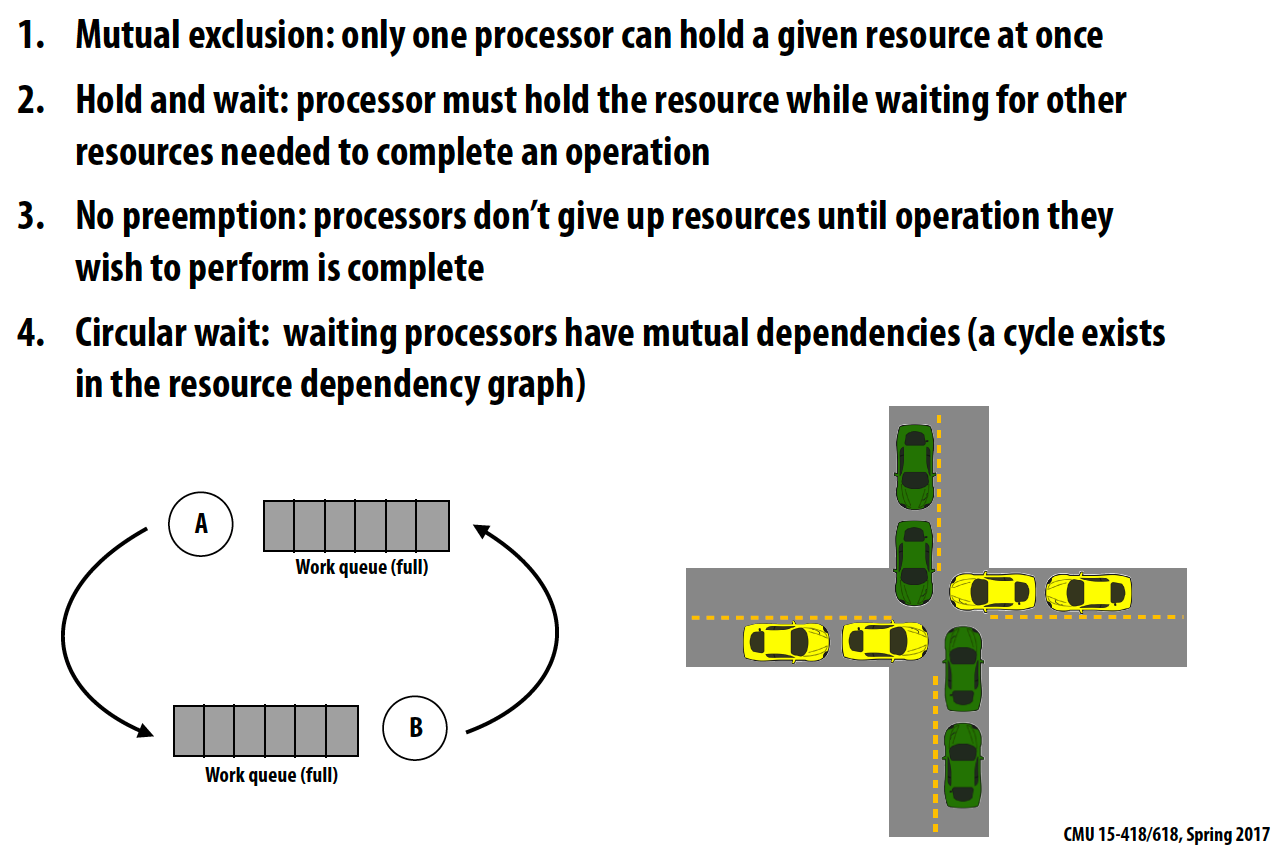 1. Mutual exclusion: only one processor can hold a given resource at once
2. Hold and wait: processor must hold the resource while waiting for other
resources needed to complete an operation
3. No preemption: processors don’t give up resources until operation they
wish to perform is complete
4. Circular wait: waiting processors have mutual dependencies (a cycle exists
in the resource dependency graph)
A
Work queue (full)
B
Work queue (full)
CMU 15-418/618, Spring 2017